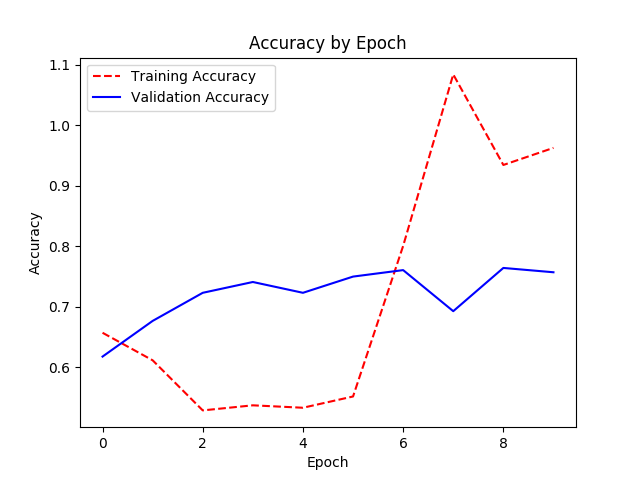 Accuracy by Epoch
Training Accuracy
Validation Accuracy
1.1
1.0
0.9
0.8
0.7
0.6
Accuracy
0 2 4 6 8
Epoch